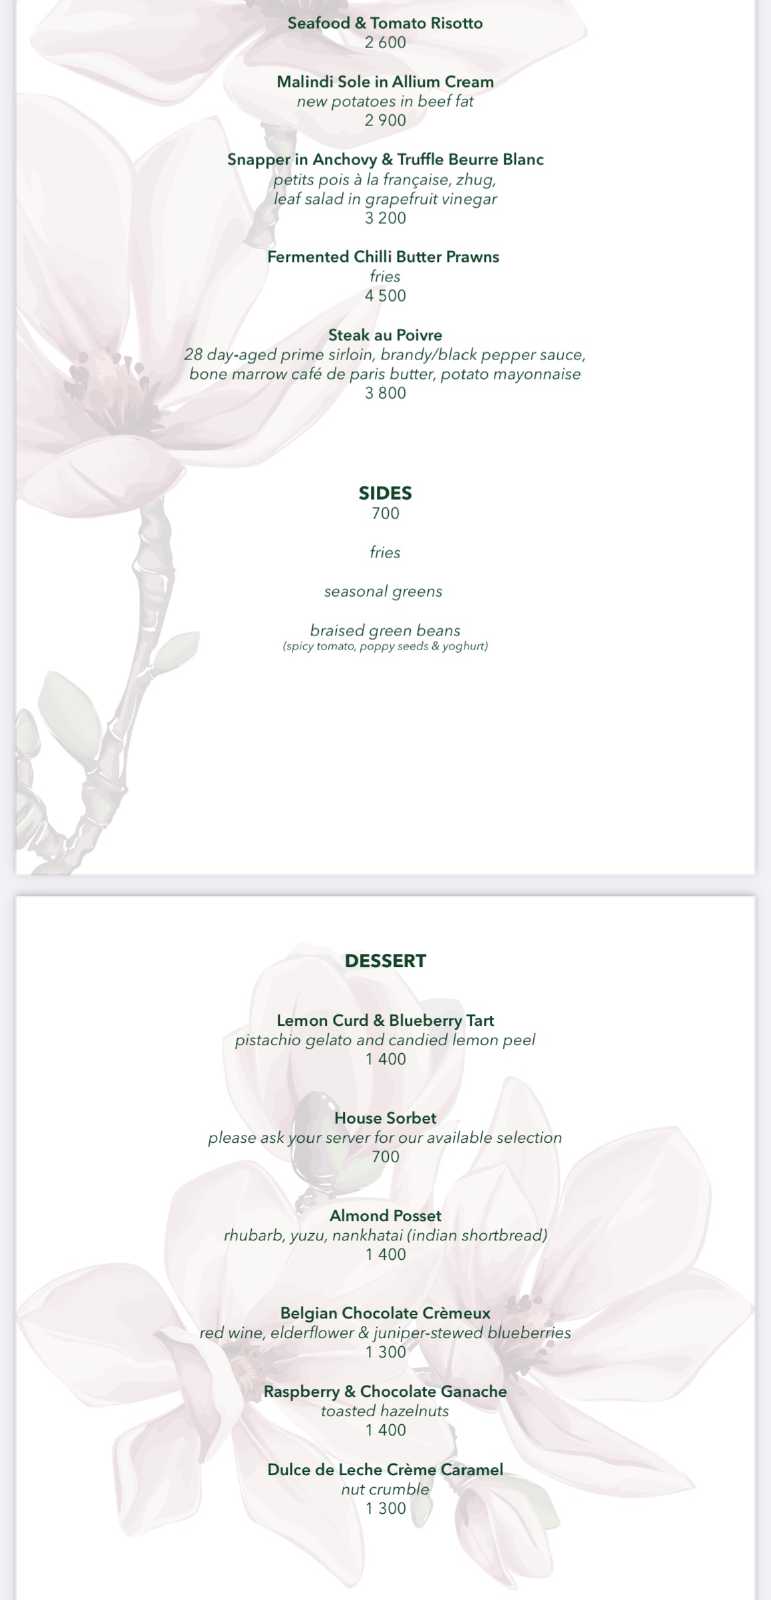 Seafood & Tomato Risotto
2 600
Malindi Sole in Allium Cream
new potatoes in beef fat
2 900
Snapper in Anchovy & Truffle Beurre Blanc
petits pois à la française, zhug,
leaf salad in grapefruit vinegar
3 200
Fermented Chilli Butter Prawns
fries
4 500
Steak au Poivre
28 day-aged prime sirloin, brandy/black pepper sauce,
bone marrow café de paris butter, potato mayonnaise
3 800
SIDES
700
fries
seasonal greens
braised green beans
(spicy tomato, poppy seeds & yoghurt)
DESSERT
Lemon Curd & Blueberry Tart
pistachio gelato and candied lemon peel
1 400
House Sorbet
please ask your server for our available selection
700
Almond Posset
rhubarb, yuzu, nankhatai (indian shortbread)
1 400
Belgian Chocolate Crèmeux
red wine, elderflower & juniper-stewed blueberries
1 300
Raspberry & Chocolate Ganache
toasted hazelnuts
1 400
Dulce de Leche Crème Caramel
nut crumble
1 300